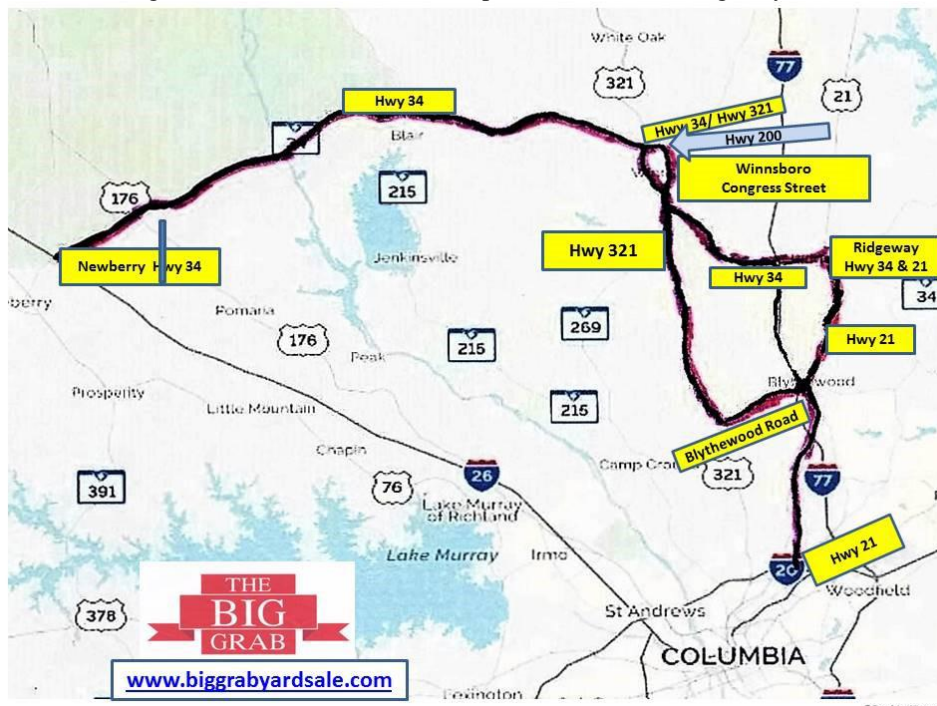 White Oak
321
77
21
Hwy 34
Hwy 34/ Hwy 321
Hwy 200
Blair
Winnsboro
Congress Street
215
176
Newberry Hwy 34
Hwy 321
Ridgeway
Hwy 34 & 21
Jenkinsville
Hwy 34
34
berry
Pomaria
269
176
215
Hwy 21
Peak
Prosperity
Little Mountain
215
Blythewood Road
Chapin
Camp
321
26
77
391
76
Lake Murray
of Richland
Lake Murray
Irmo
Hwy 21
20
Woodfield
THE
BIG
GRAB
378
St Andrews
COLUMBIA
www.biggrabyardsale.com
Lexington